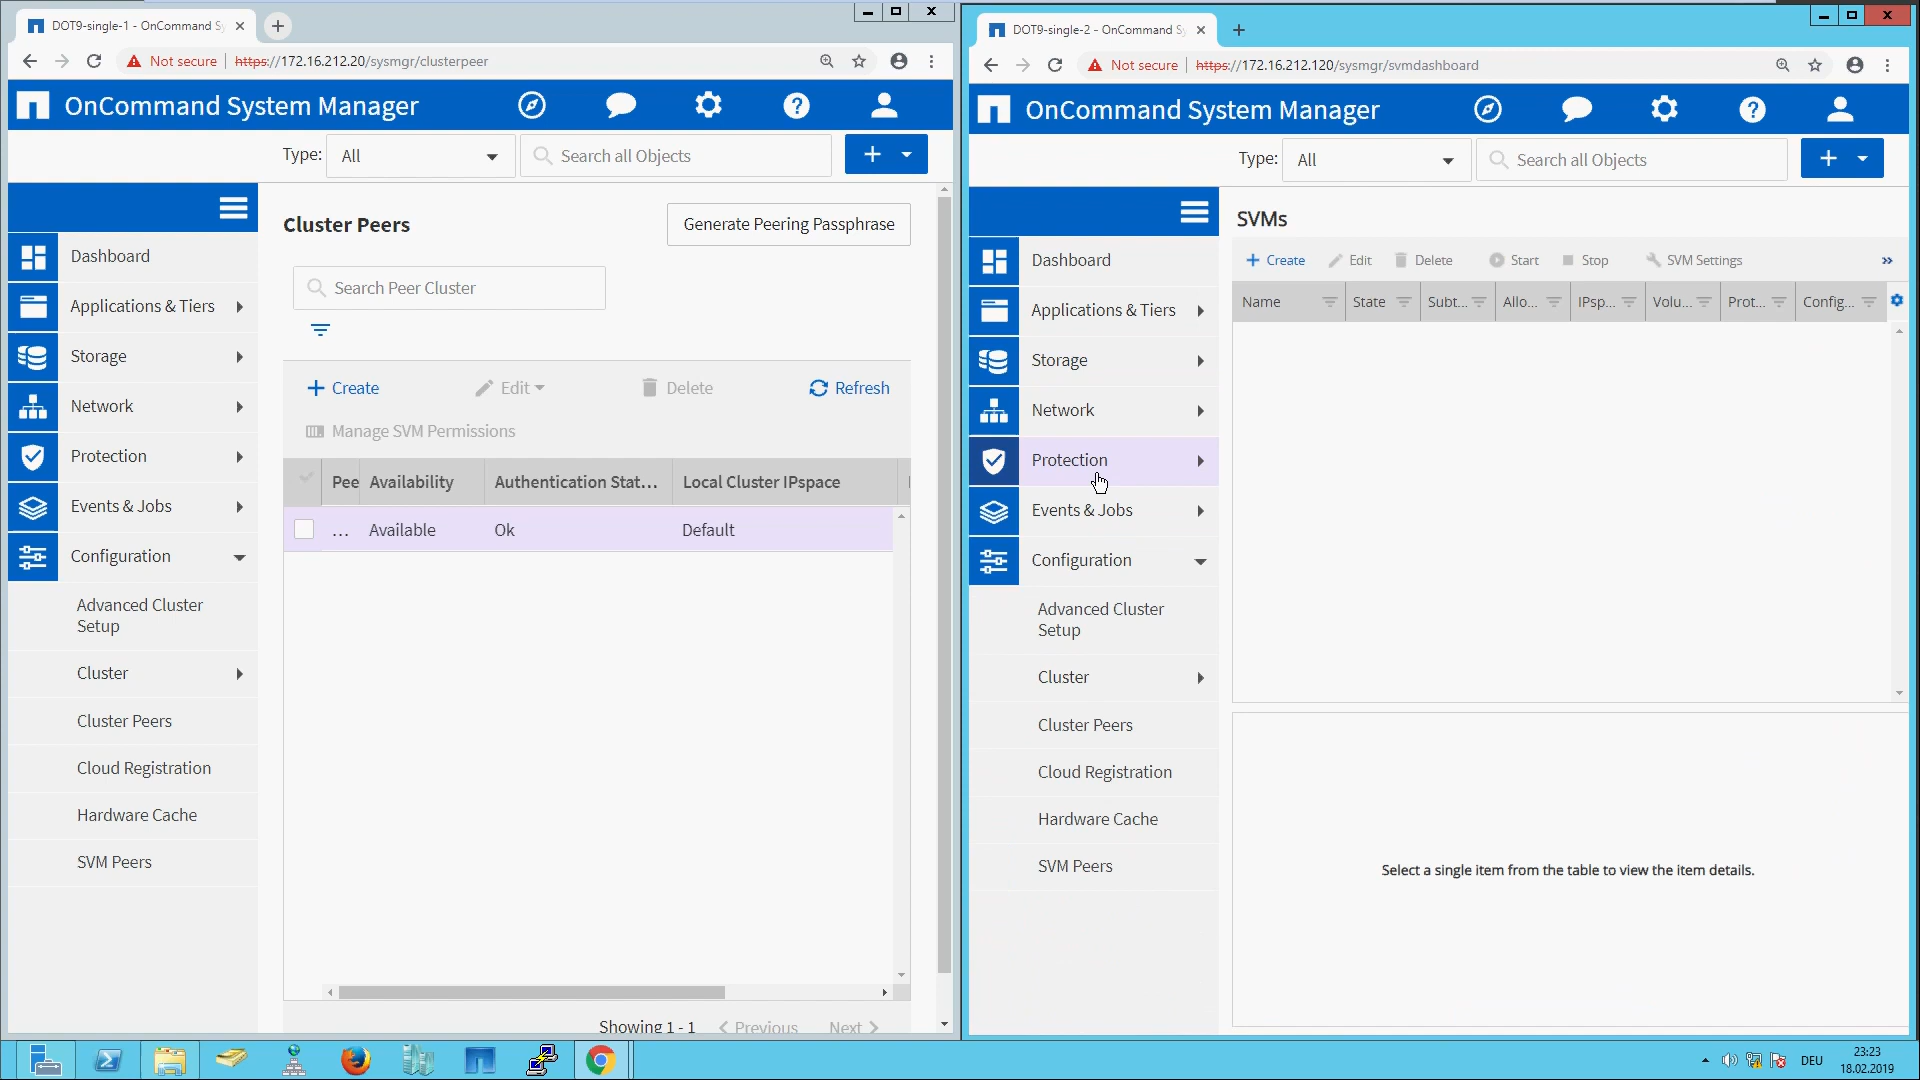 DOT9-single-1 - OnCommand Sy
Not secure
https://172.16.212.20/sysmgr/clusterpeer
OnCommand System Manager
Type:
All
Search all Objects
Dashboard
Applications & Tiers
Storage
Network
Protection
Events & Jobs
Configuration
Advanced Cluster
Setup
Cluster
Cluster Peers
Cloud Registration
Hardware Cache
SVM Peers
Cluster Peers
Generate Peering Passphrase
Search Peer Cluster
Create
Edit
Delete
Refresh
Manage SVM Permissions
Pee
Availability
Authentication Stat...
Local Cluster IPspace
...
Available
Ok
Default
Showing 1 - 1
Previous
Next
DOT9-single-2 - OnCommand Sy
Not secure
https://172.16.212.120/sysmgr/svmdashboard
OnCommand System Manager
Type:
All
Search all Objects
Dashboard
Applications & Tiers
Storage
Network
Protection
Events & Jobs
Configuration
Advanced Cluster
Setup
Cluster
Cluster Peers
Cloud Registration
Hardware Cache
SVM Peers
SVMs
Create
Edit
Delete
Start
Stop
SVM Settings
»
Name
State
Subt...
Allo...
IPsp...
Volu...
Prot...
Config...
Select a single item from the table to view the item details.
DEU
23:23
18.02.2019